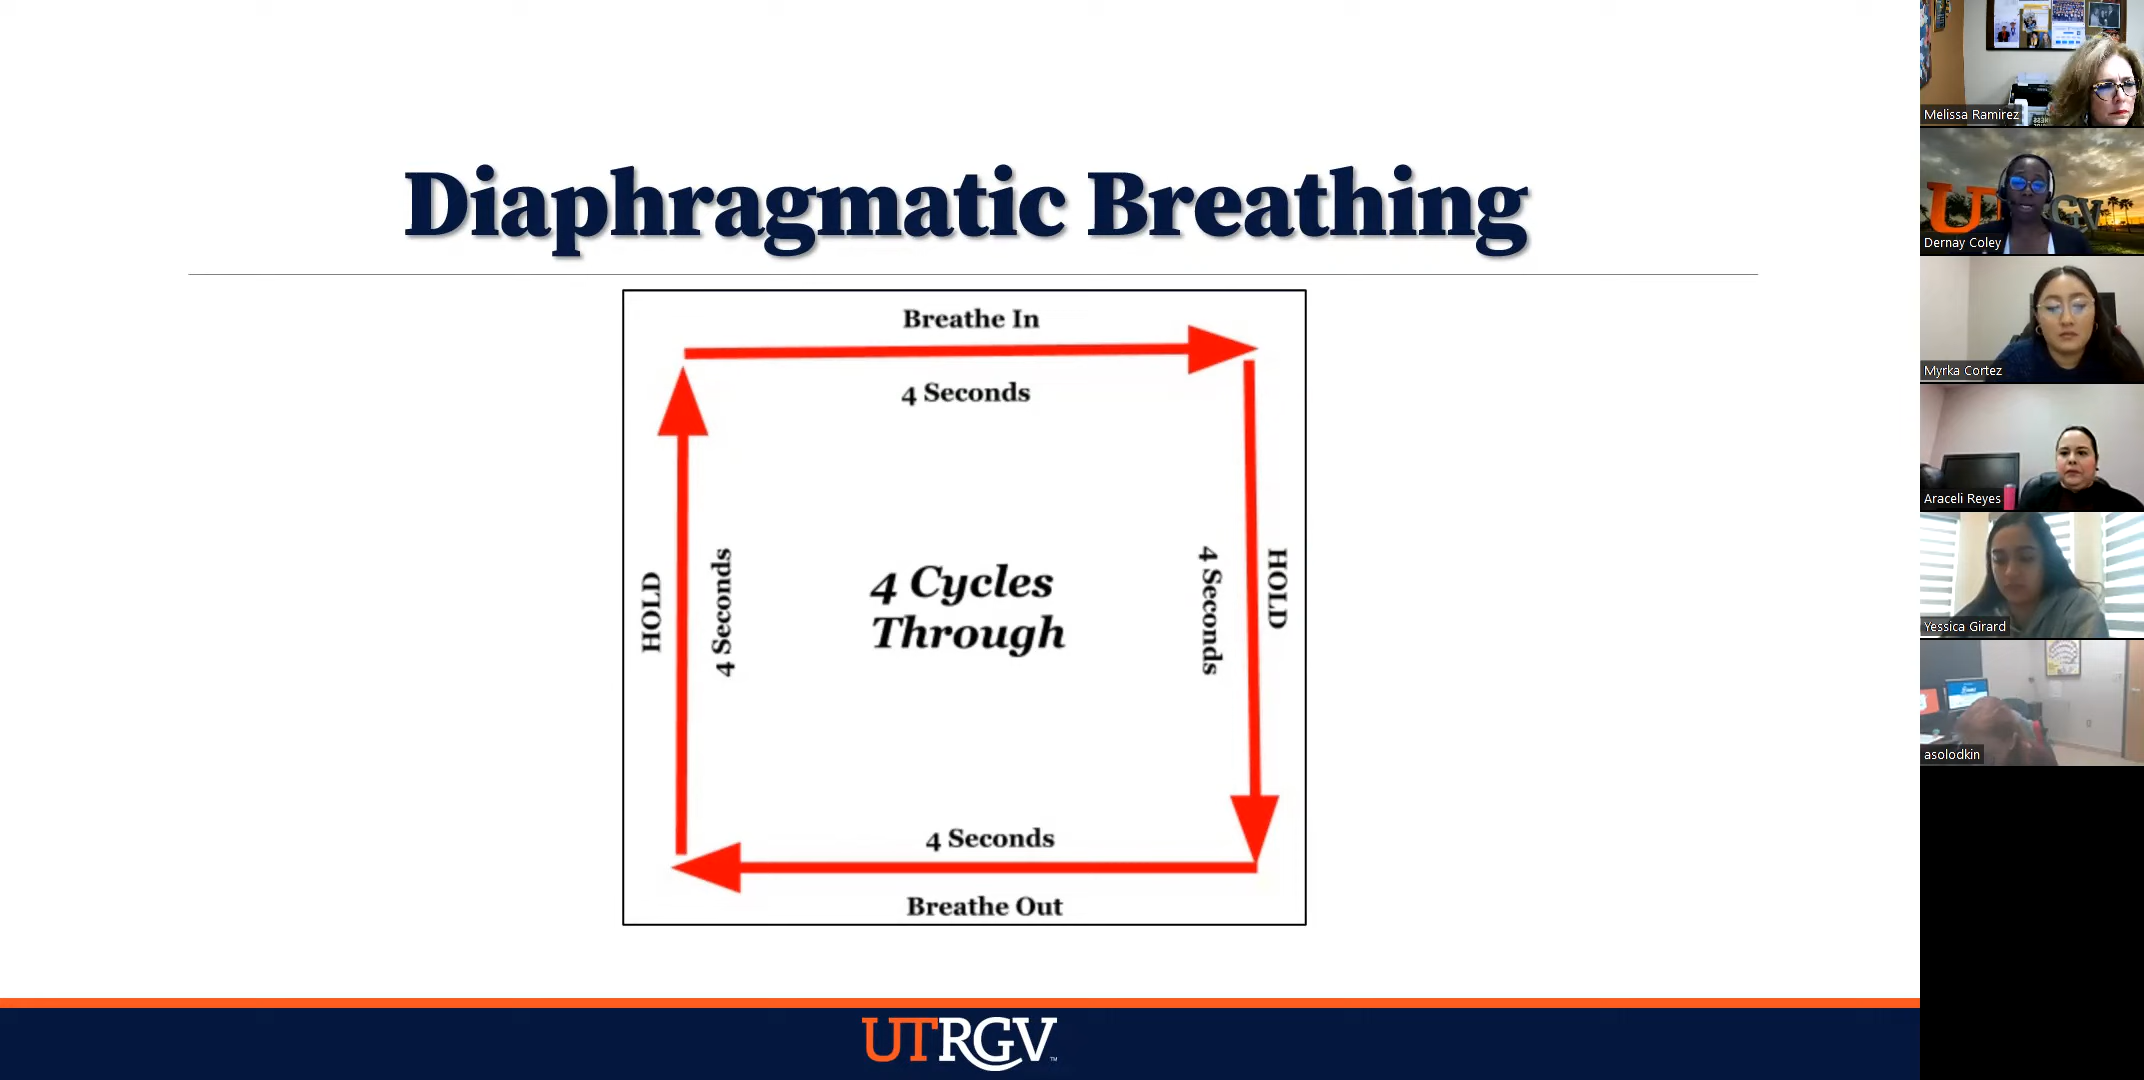 Diaphragmatic Breathing
Breathe In
4 Seconds
HOLD
4 Seconds
4 Cycles
Through
4 Seconds
HOLD
4 Seconds
Breathe Out
UTRGV™
Melissa Ramirez
Dernay Coley
Myrka Cortez
Araceli Reyes
Yessica Girard
asolodkin